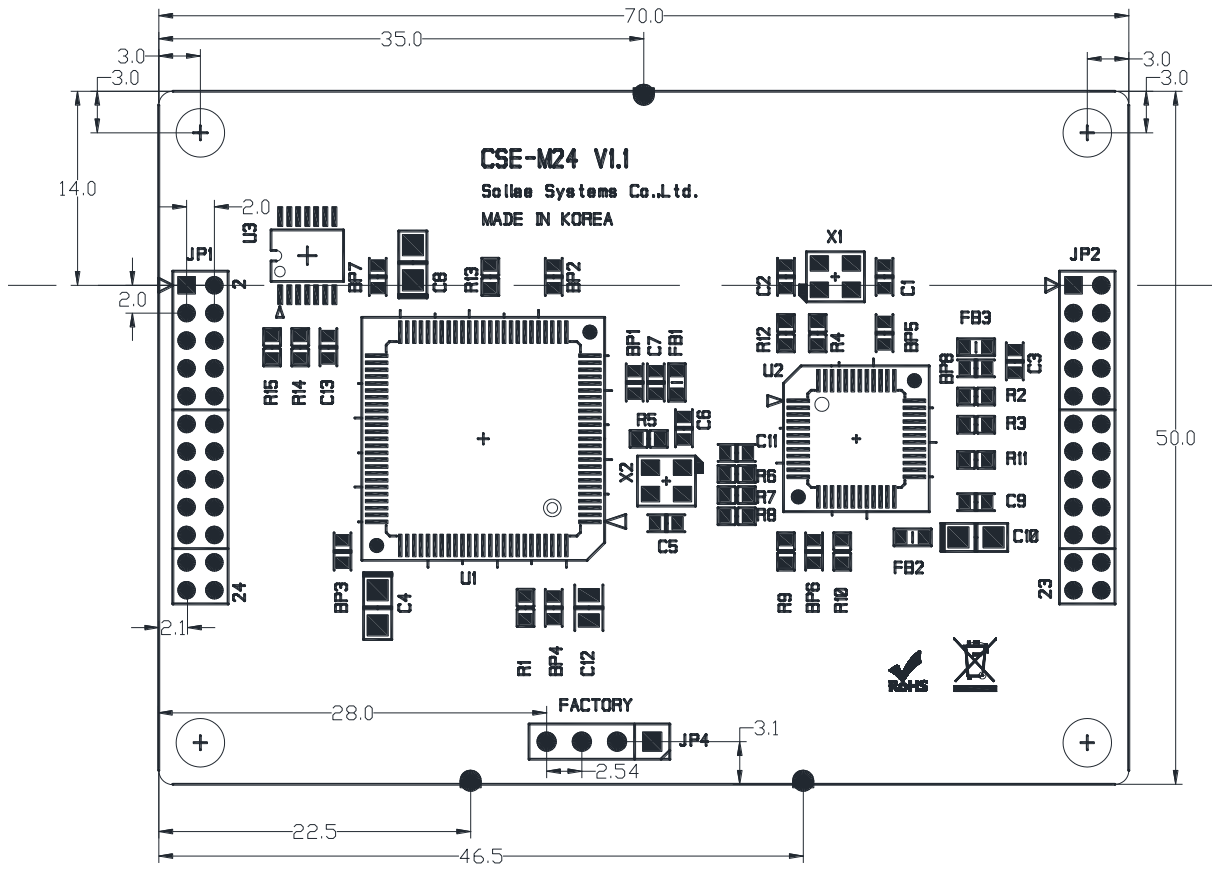 70.0
35.0
3.0
3.0
3.0
3.0
CSE-M24 V1.1
14.0
Sollae Systems Co.,Ltd.
2.0
MADE IN KOREA
U3
X1
JP1
JP2
2
BP7
C8
R13
BP2
C2
C1
2.0
FB3
R12
R4
BP5
BP1
C7
FB1
BP8
C3
U2
R15
R14
C13
R2
R5
C6
R3
50.0
C11
R11
X2
R6
R7
C9
R8
C5
C10
FB2
U1
BP3
C4
R9
BP6
R10
24
23
2.1
R1
BP4
C12
RoHS
FACTORY
28.0
3.1
JP4
2.54
22.5
46.5